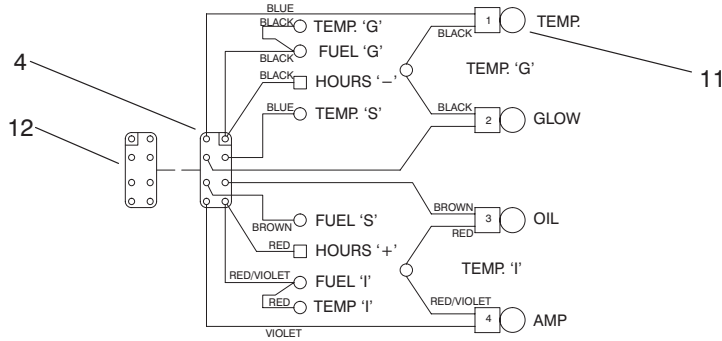 BLUE
BLACK TEMP. 'G'
1 TEMP.
BLACK
BLACK FUEL 'G'
4
TEMP. 'G'
11
BLACK HOURS '–'
BLUE TEMP. 'S'
BLACK
2 GLOW
12
BROWN
3 OIL
RED
BROWN FUEL 'S'
RED HOURS '+'
TEMP. 'I'
RED/VIOLET FUEL 'I'
RED TEMP 'I'
RED/VIOLET
4 AMP
VIOLET